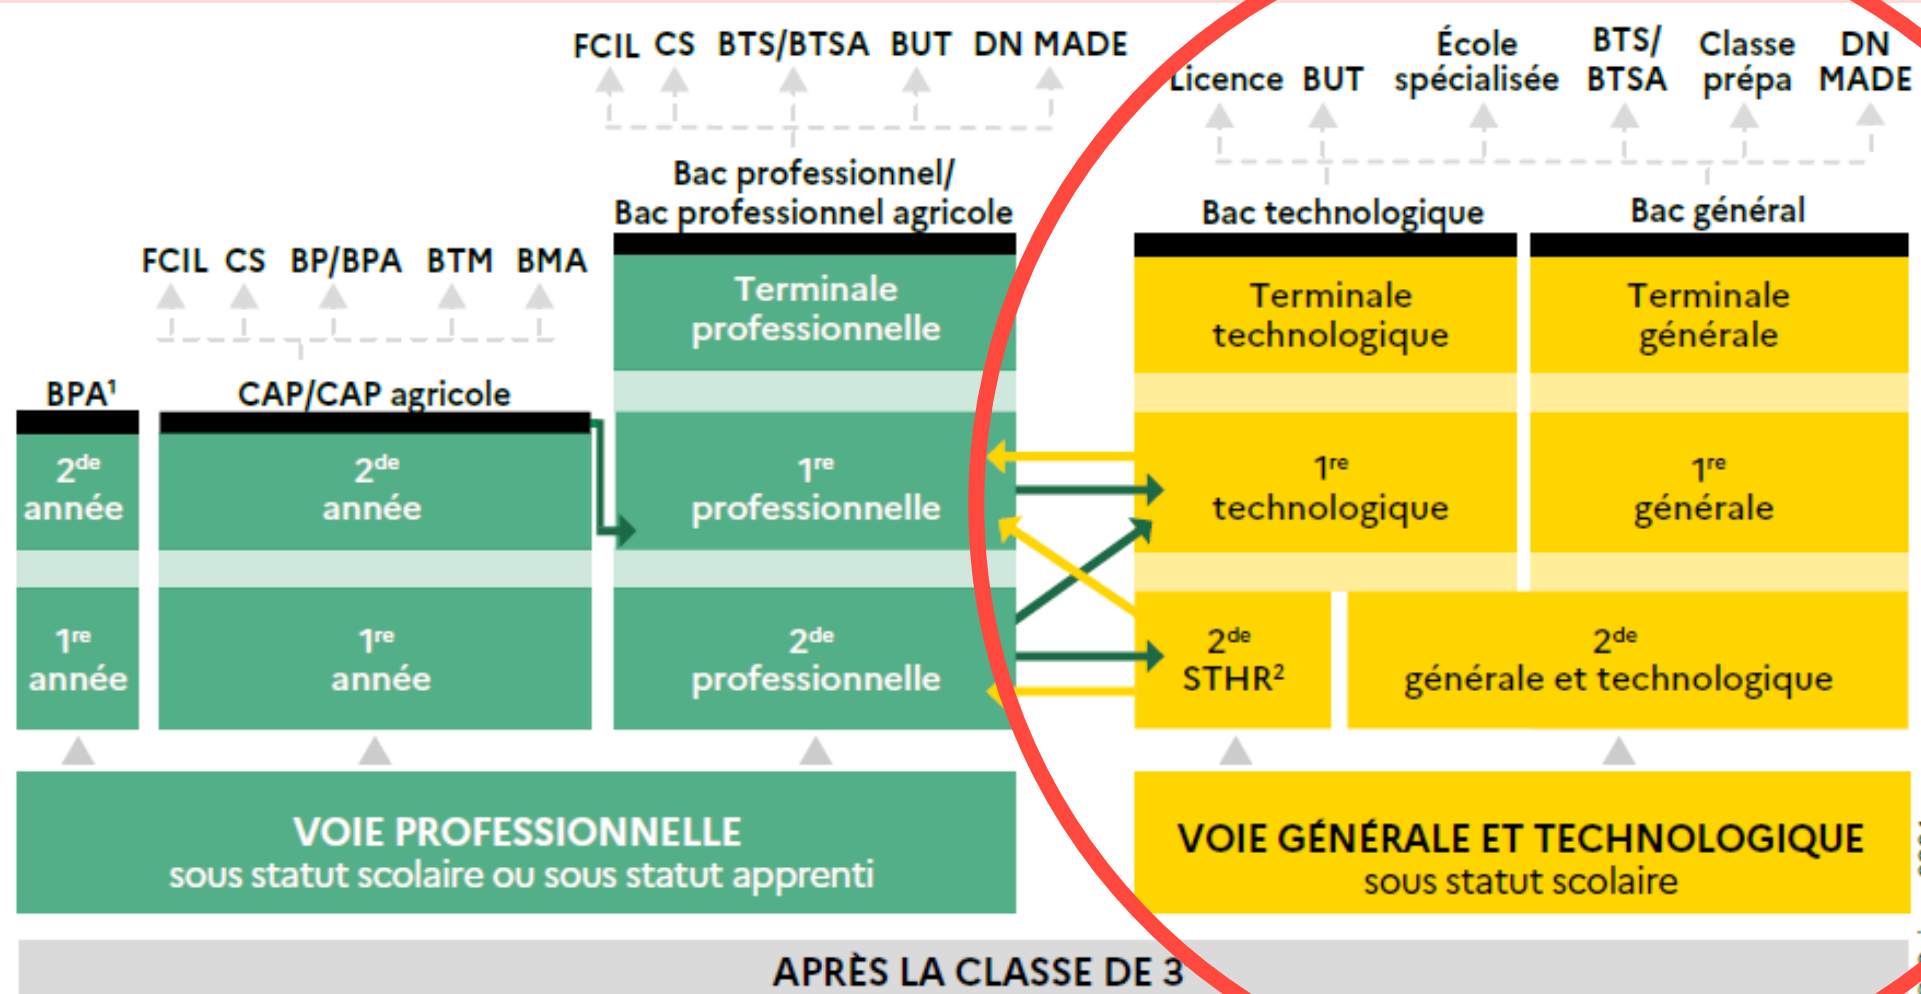 FCIL CS BTS/BTSA BUT DN MADE
Licence BUT École spécialisée BTS/BTSA Classe prépa DN MADE
Bac professionnel/
Bac professionnel agricole
Bac technologique
Bac général
FCIL CS BP/BPA BTM BMA
Terminale
professionnelle
Terminale
technologique
Terminale
générale
BPA¹
CAP/CAP agricole
2de
année
2de
année
1re
professionnelle
1re
technologique
1re
générale
1re
année
1re
année
2de
professionnelle
2de
STHR²
2de
générale et technologique
VOIE PROFESSIONNELLE
sous statut scolaire ou sous statut apprenti
VOIE GÉNÉRALE ET TECHNOLOGIQUE
sous statut scolaire
APRÈS LA CLASSE DE 3